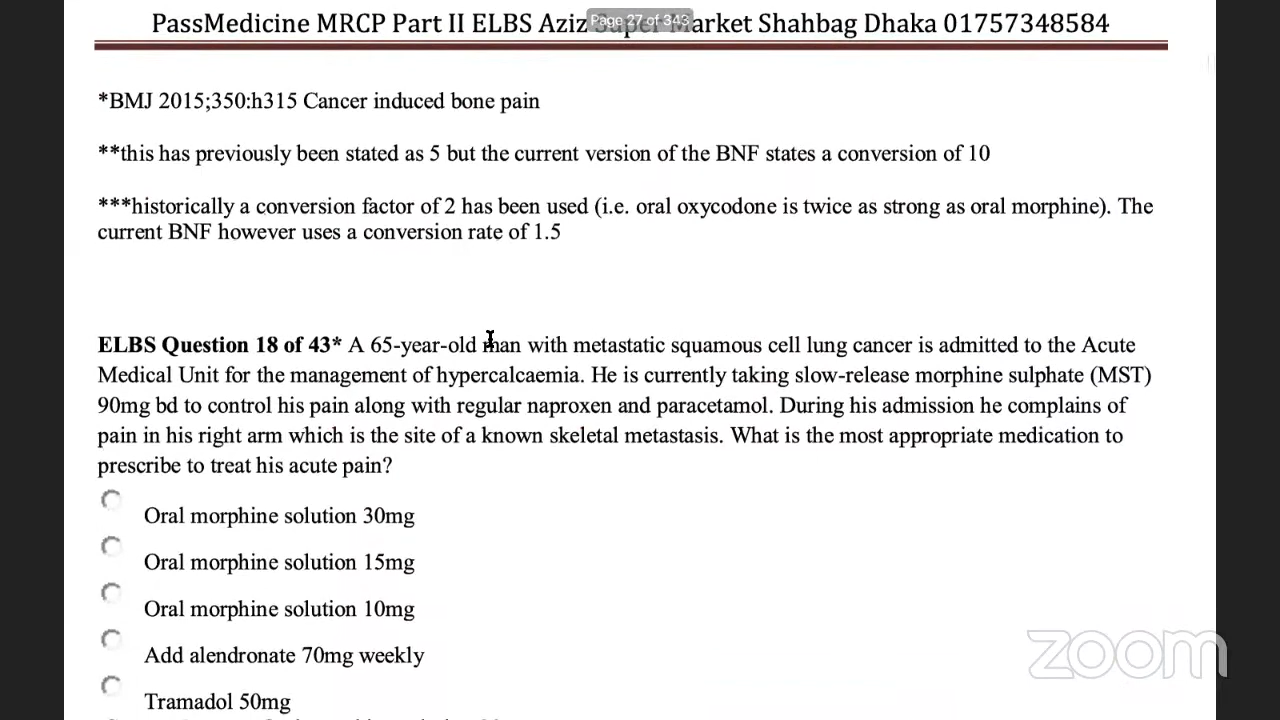 PassMedicine MRCP Part II ELBS Aziz Super Market Shahbag Dhaka 01757348584
Page 27 of 343
*BMJ 2015;350:h315 Cancer induced bone pain
**this has previously been stated as 5 but the current version of the BNF states a conversion of 10
***historically a conversion factor of 2 has been used (i.e. oral oxycodone is twice as strong as oral morphine). The
current BNF however uses a conversion rate of 1.5
ELBS Question 18 of 43* A 65-year-old man with metastatic squamous cell lung cancer is admitted to the Acute
Medical Unit for the management of hypercalcaemia. He is currently taking slow-release morphine sulphate (MST)
90mg bd to control his pain along with regular naproxen and paracetamol. During his admission he complains of
pain in his right arm which is the site of a known skeletal metastasis. What is the most appropriate medication to
prescribe to treat his acute pain?
Oral morphine solution 30mg
Oral morphine solution 15mg
Oral morphine solution 10mg
Add alendronate 70mg weekly
Tramadol 50mg
zoom